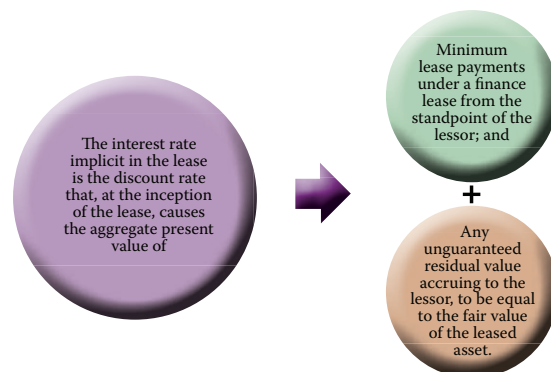 The interest rate
implicit in the lease
is the discount rate
that, at the inception
of the lease, causes
the aggregate present
value of
Minimum
lease payments
under a finance
lease from the
standpoint of the
lessor; and
+
Any
unguaranteed
residual value
accruing to the
lessor, to be equal
to the fair value
of the leased
asset.